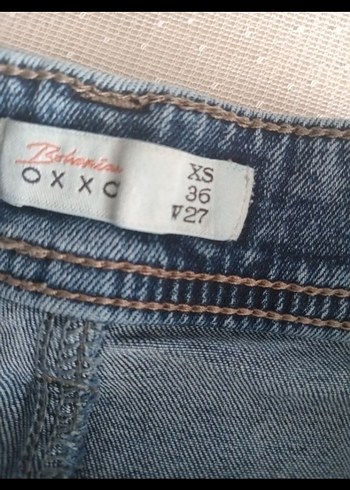 Bohemian
OXXO
XS
36
W27